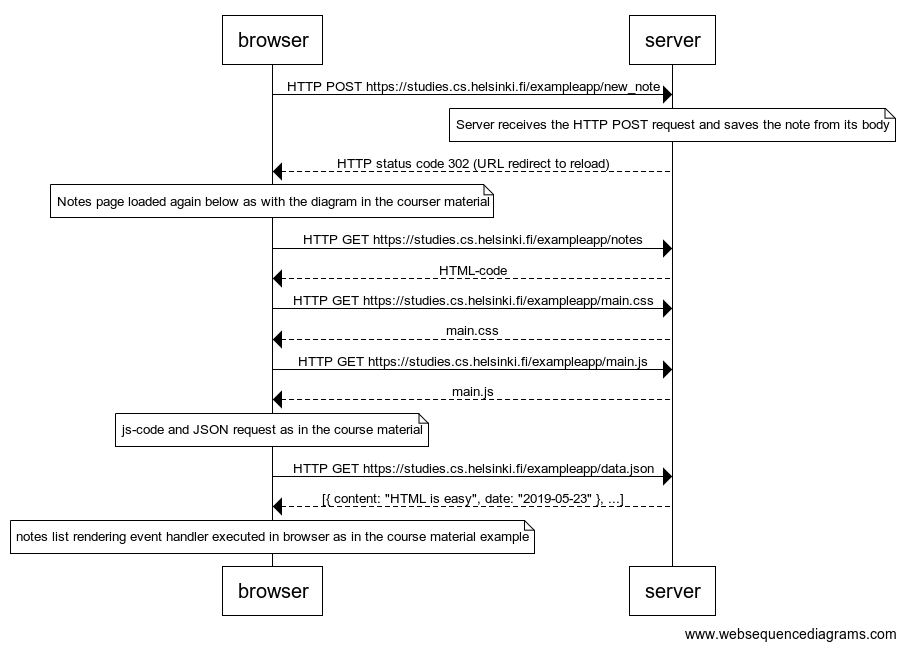 browser
server
HTTP POST https://studies.cs.helsinki.fi/exampleapp/new_note
Server receives the HTTP POST request and saves the note from its body
HTTP status code 302 (URL redirect to reload)
Notes page loaded again below as with the diagram in the courser material
HTTP GET https://studies.cs.helsinki.fi/exampleapp/notes
HTML-code
HTTP GET https://studies.cs.helsinki.fi/exampleapp/main.css
main.css
HTTP GET https://studies.cs.helsinki.fi/exampleapp/main.js
main.js
js-code and JSON request as in the course material
HTTP GET https://studies.cs.helsinki.fi/exampleapp/data.json
[{ content: "HTML is easy", date: "2019-05-23" }, ...]
notes list rendering event handler executed in browser as in the course material example
browser
server
www.websequencediagrams.com